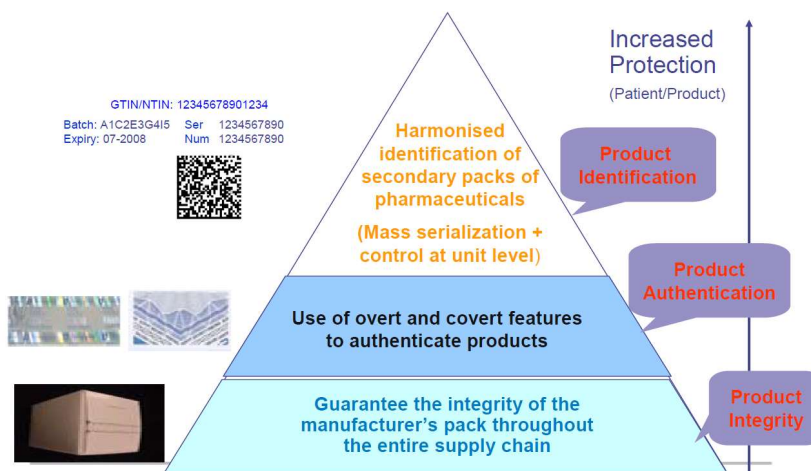 Increased
Protection
(Patient/Product)
GTIN/NTIN: 12345678901234
Batch: A1C2E3G4I5 Ser 1234567890
Expiry: 07-2008 Num 1234567890
Harmonised
identification of
secondary packs of
pharmaceuticals
(Mass serialization +
control at unit level)
Product
Identification
Use of overt and covert features
to authenticate products
Product
Authentication
Guarantee the integrity of the
manufacturer's pack throughout
the entire supply chain
Product
Integrity